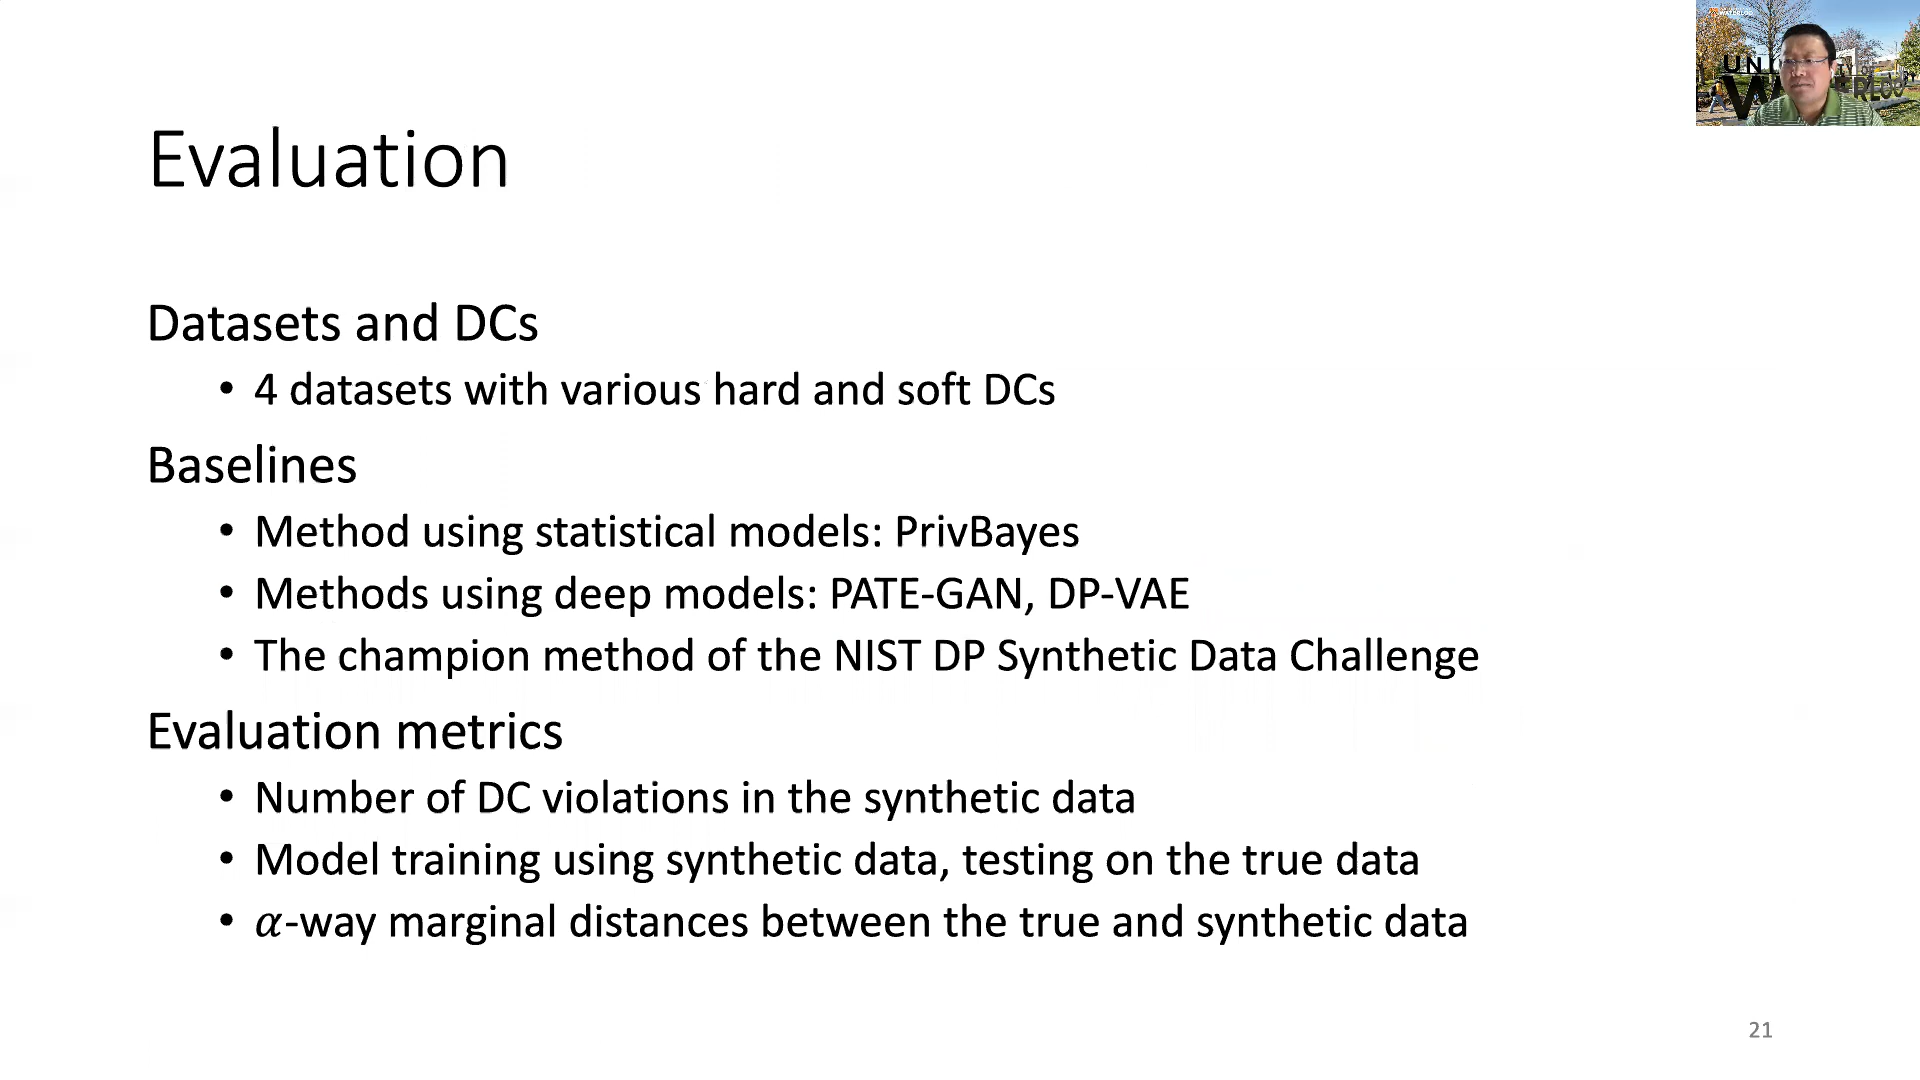 WATERLOO
Evaluation
Datasets and DCs
• 4 datasets with various hard and soft DCs
Baselines
• Method using statistical models: PrivBayes
• Methods using deep models: PATE-GAN, DP-VAE
• The champion method of the NIST DP Synthetic Data Challenge
Evaluation metrics
• Number of DC violations in the synthetic data
• Model training using synthetic data, testing on the true data
• 𝛼-way marginal distances between the true and synthetic data
21